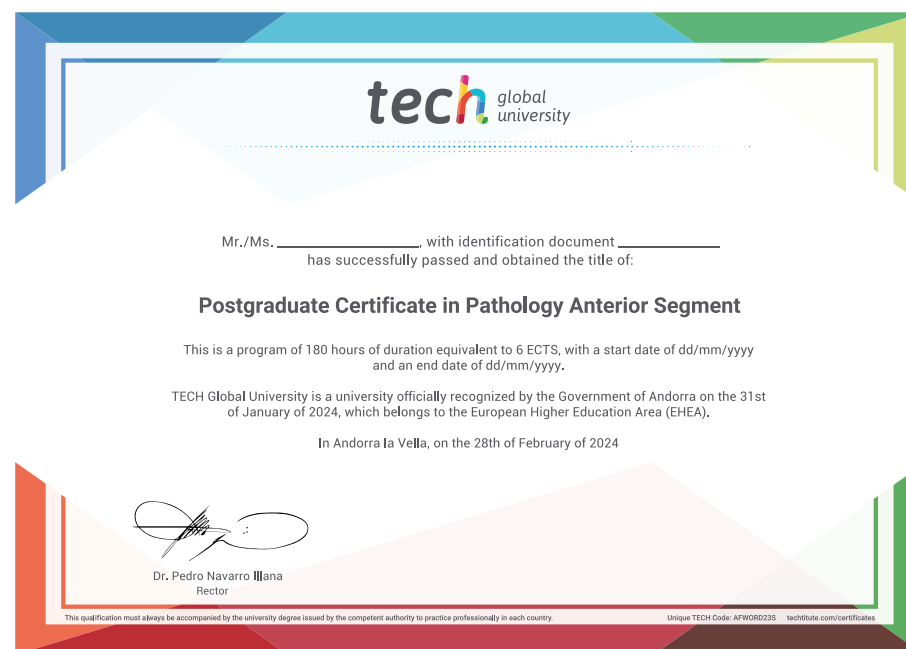 tech global university
Mr./Ms. ____________, with identification document ____________
has successfully passed and obtained the title of:
Postgraduate Certificate in Pathology Anterior Segment
This is a program of 180 hours of duration equivalent to 6 ECTS, with a start date of dd/mm/yyyy
and an end date of dd/mm/yyyy.
TECH Global University is a university officially recognized by the Government of Andorra on the 31st
of January of 2024, which belongs to the European Higher Education Area (EHEA).
In Andorra la Vella, on the 28th of February of 2024
Dr. Pedro Navarro Illana
Rector
This qualification must always be accompanied by the university degree issued by the competent authority to practice professionally in each country.
Unique TECH Code: AFWORD23S techtitute.com/certificates